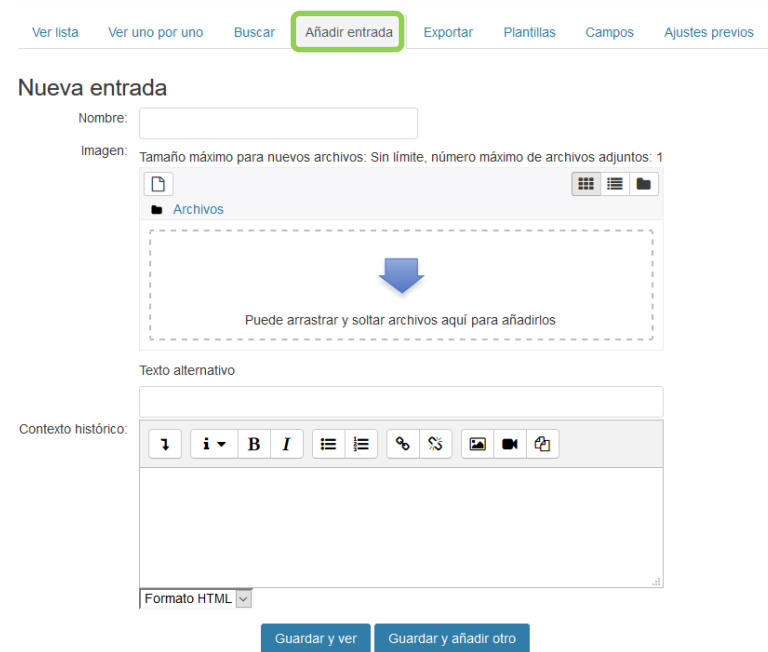 Ver lista Ver uno por uno Buscar Añadir entrada Exportar Plantillas Campos Ajustes previos
Nueva entrada
Nombre:
Imagen: Tamaño máximo para nuevos archivos: Sin límite, número máximo de archivos adjuntos: 1
Archivos
Puede arrastrar y soltar archivos aquí para añadirlos
Texto alternativo
Contexto histórico:
i B I
Formato HTML
Guardar y ver Guardar y añadir otro